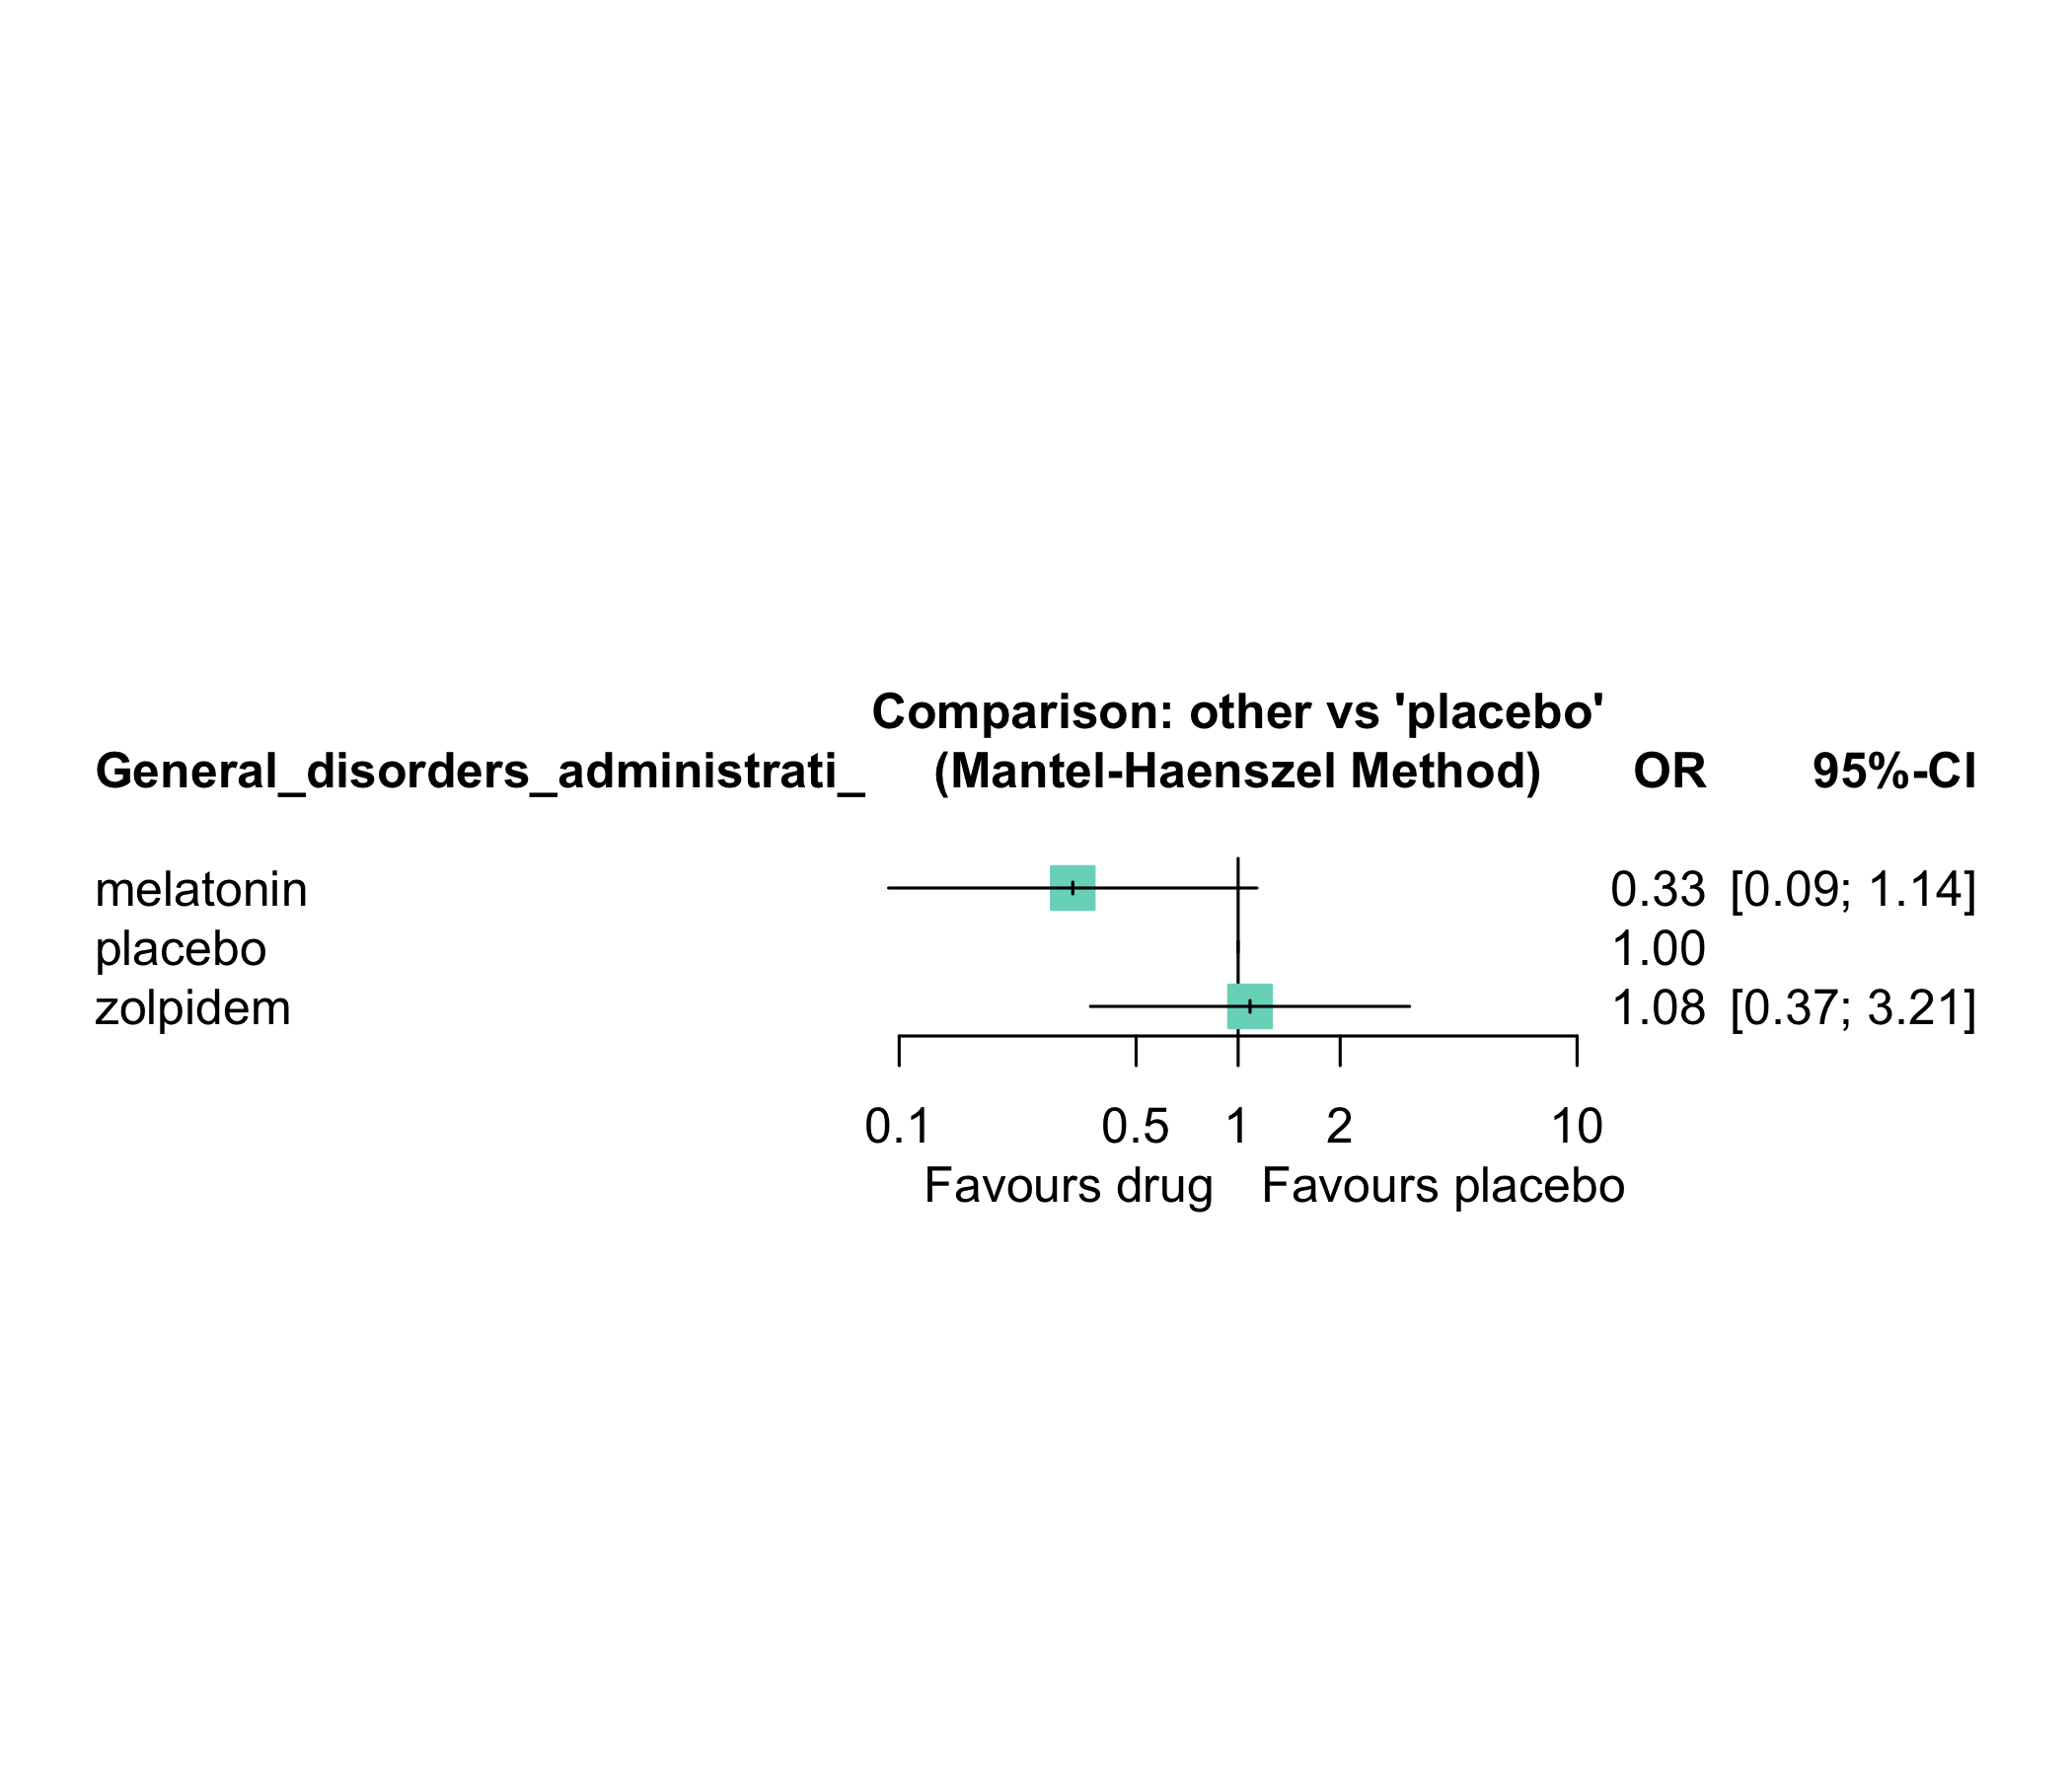 Comparison: other vs 'placebo'
General_disorders_administrati_ (Mantel-Haenszel Method) OR 95%-CI
melatonin 0.33 [0.09; 1.14]
placebo 1.00
zolpidem 1.08 [0.37; 3.21]
0.1 0.5 1 2 10
Favours drug Favours placebo